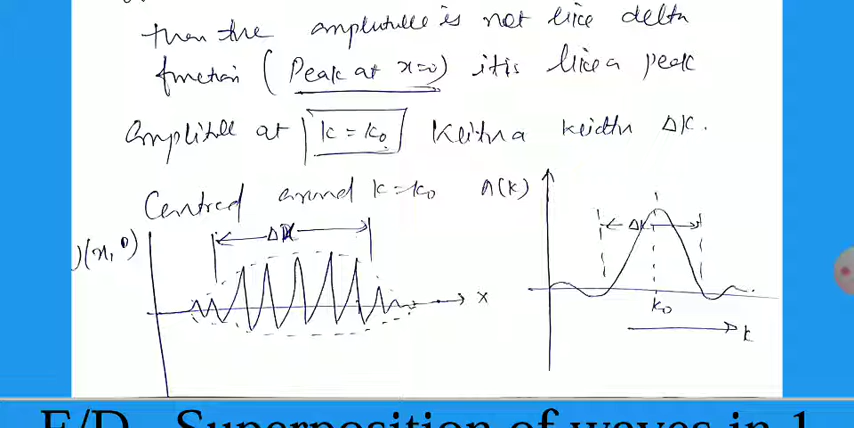 then the amplitude is not like delta
function ( Peak at x=0) it is like a peak
amplitude at k = k₀ with a width Δk.
Centred around k = k₀
A(k)
(x, 0)
Δx
x
Δk
k₀
k
F/D - Superposition of waves in 1